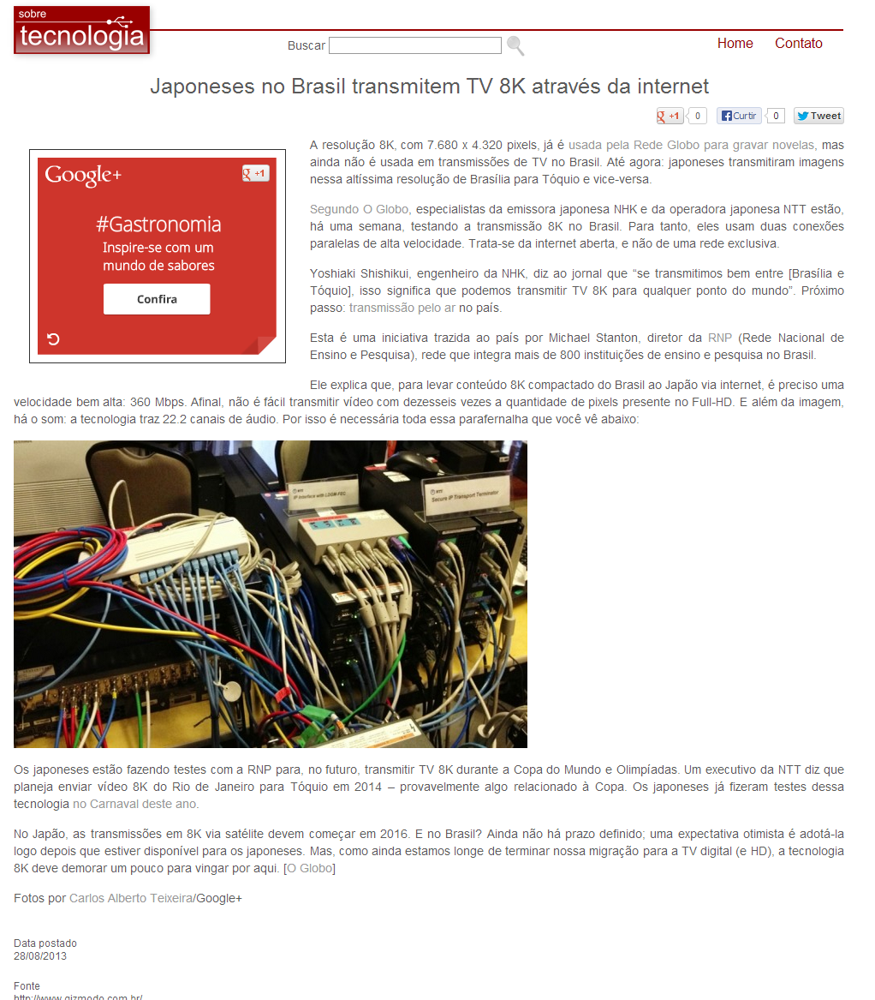 sobre
tecnologia
Buscar
Home Contato
Japoneses no Brasil transmitem TV 8K através da internet
g +1 0 Curtir 0 Tweet
A resolução 8K, com 7.680 x 4.320 pixels, já é usada pela Rede Globo para gravar novelas, mas
ainda não é usada em transmissões de TV no Brasil. Até agora: japoneses transmitiram imagens
nessa altíssima resolução de Brasília para Tóquio e vice-versa.
Google+
g +1
#Gastronomia
Inspire-se com um
mundo de sabores
Confira
Segundo O Globo, especialistas da emissora japonesa NHK e da operadora japonesa NTT estão,
há uma semana, testando a transmissão 8K no Brasil. Para tanto, eles usam duas conexões
paralelas de alta velocidade. Trata-se da internet aberta, e não de uma rede exclusiva.
Yoshiaki Shishikui, engenheiro da NHK, diz ao jornal que “se transmitimos bem entre [Brasília e
Tóquio], isso significa que podemos transmitir TV 8K para qualquer ponto do mundo”. Próximo
passo: transmissão pelo ar no país.
Esta é uma iniciativa trazida ao país por Michael Stanton, diretor da RNP (Rede Nacional de
Ensino e Pesquisa), rede que integra mais de 800 instituições de ensino e pesquisa no Brasil.
Ele explica que, para levar conteúdo 8K compactado do Brasil ao Japão via internet, é preciso uma
velocidade bem alta: 360 Mbps. Afinal, não é fácil transmitir vídeo com dezesseis vezes a quantidade de pixels presente no Full-HD. E além da imagem,
há o som: a tecnologia traz 22.2 canais de áudio. Por isso é necessária toda essa parafernalha que você vê abaixo:
NTT
IP Interface with LDGM-FEC
NTT
Secure IP Transport Terminator
Os japoneses estão fazendo testes com a RNP para, no futuro, transmitir TV 8K durante a Copa do Mundo e Olimpíadas. Um executivo da NTT diz que
planeja enviar vídeo 8K do Rio de Janeiro para Tóquio em 2014 – provavelmente algo relacionado à Copa. Os japoneses já fizeram testes dessa
tecnologia no Carnaval deste ano.
No Japão, as transmissões em 8K via satélite devem começar em 2016. E no Brasil? Ainda não há prazo definido; uma expectativa otimista é adotá-la
logo depois que estiver disponível para os japoneses. Mas, como ainda estamos longe de terminar nossa migração para a TV digital (e HD), a tecnologia
8K deve demorar um pouco para vingar por aqui. [O Globo]
Fotos por Carlos Alberto Teixeira/Google+
Data postado
28/08/2013
Fonte
http://www.gizmodo.com.br/